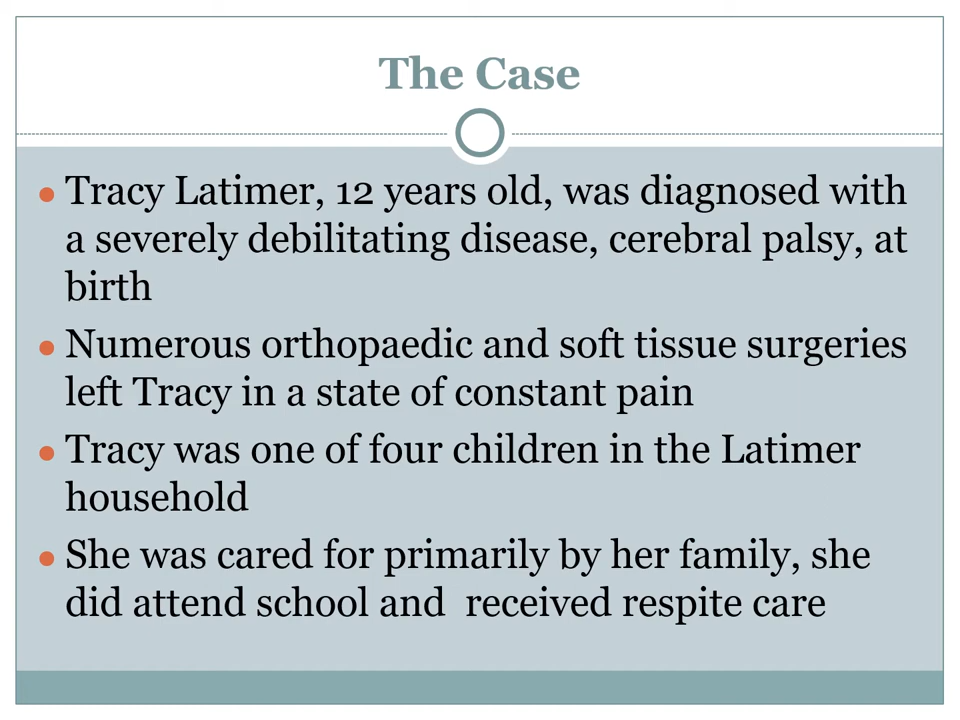 The Case
• Tracy Latimer, 12 years old, was diagnosed with
a severely debilitating disease, cerebral palsy, at
birth
• Numerous orthopaedic and soft tissue surgeries
left Tracy in a state of constant pain
• Tracy was one of four children in the Latimer
household
• She was cared for primarily by her family, she
did attend school and  received respite care